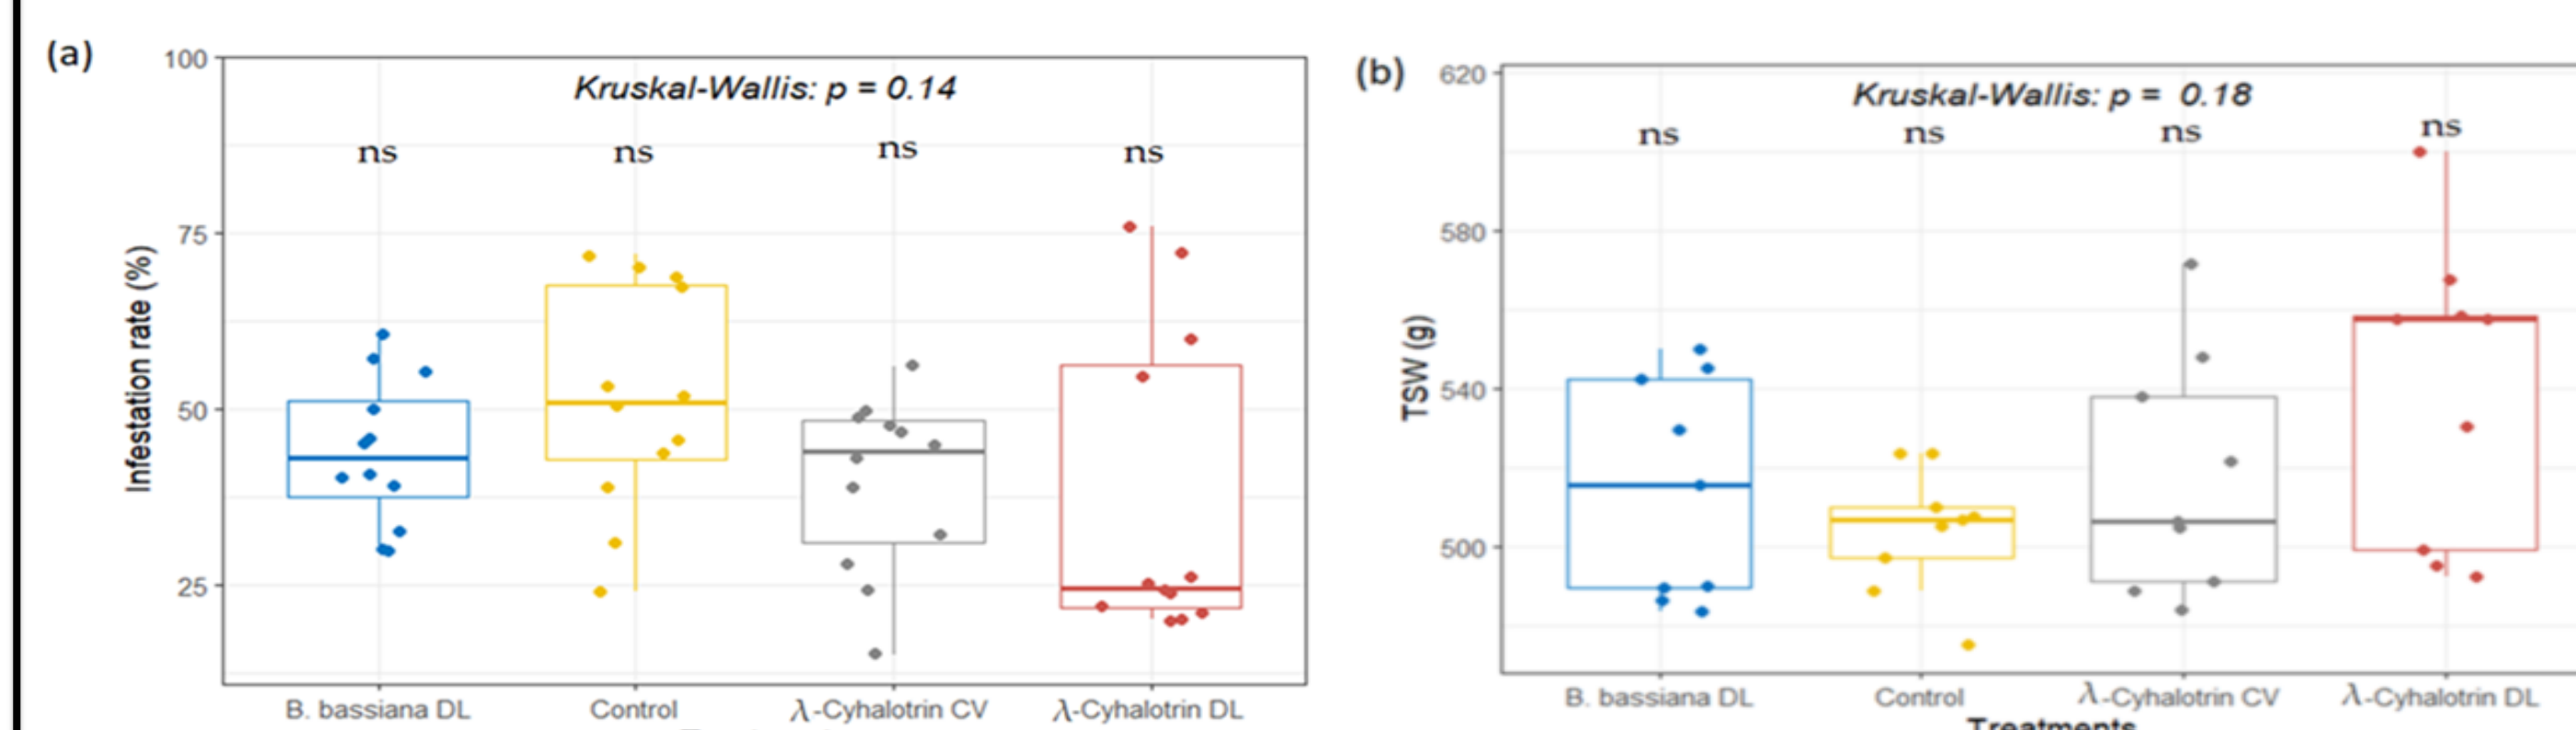 (a)
Kruskal-Wallis: p = 0.14
ns ns ns ns
Infestation rate (%)
100
75
50
25
B. bassiana DL Control λ-Cyhalotrin CV λ-Cyhalotrin DL
(b)
Kruskal-Wallis: p = 0.18
ns ns ns ns
TSW (g)
620
580
540
500
B. bassiana DL Control λ-Cyhalotrin CV λ-Cyhalotrin DL
Treatments